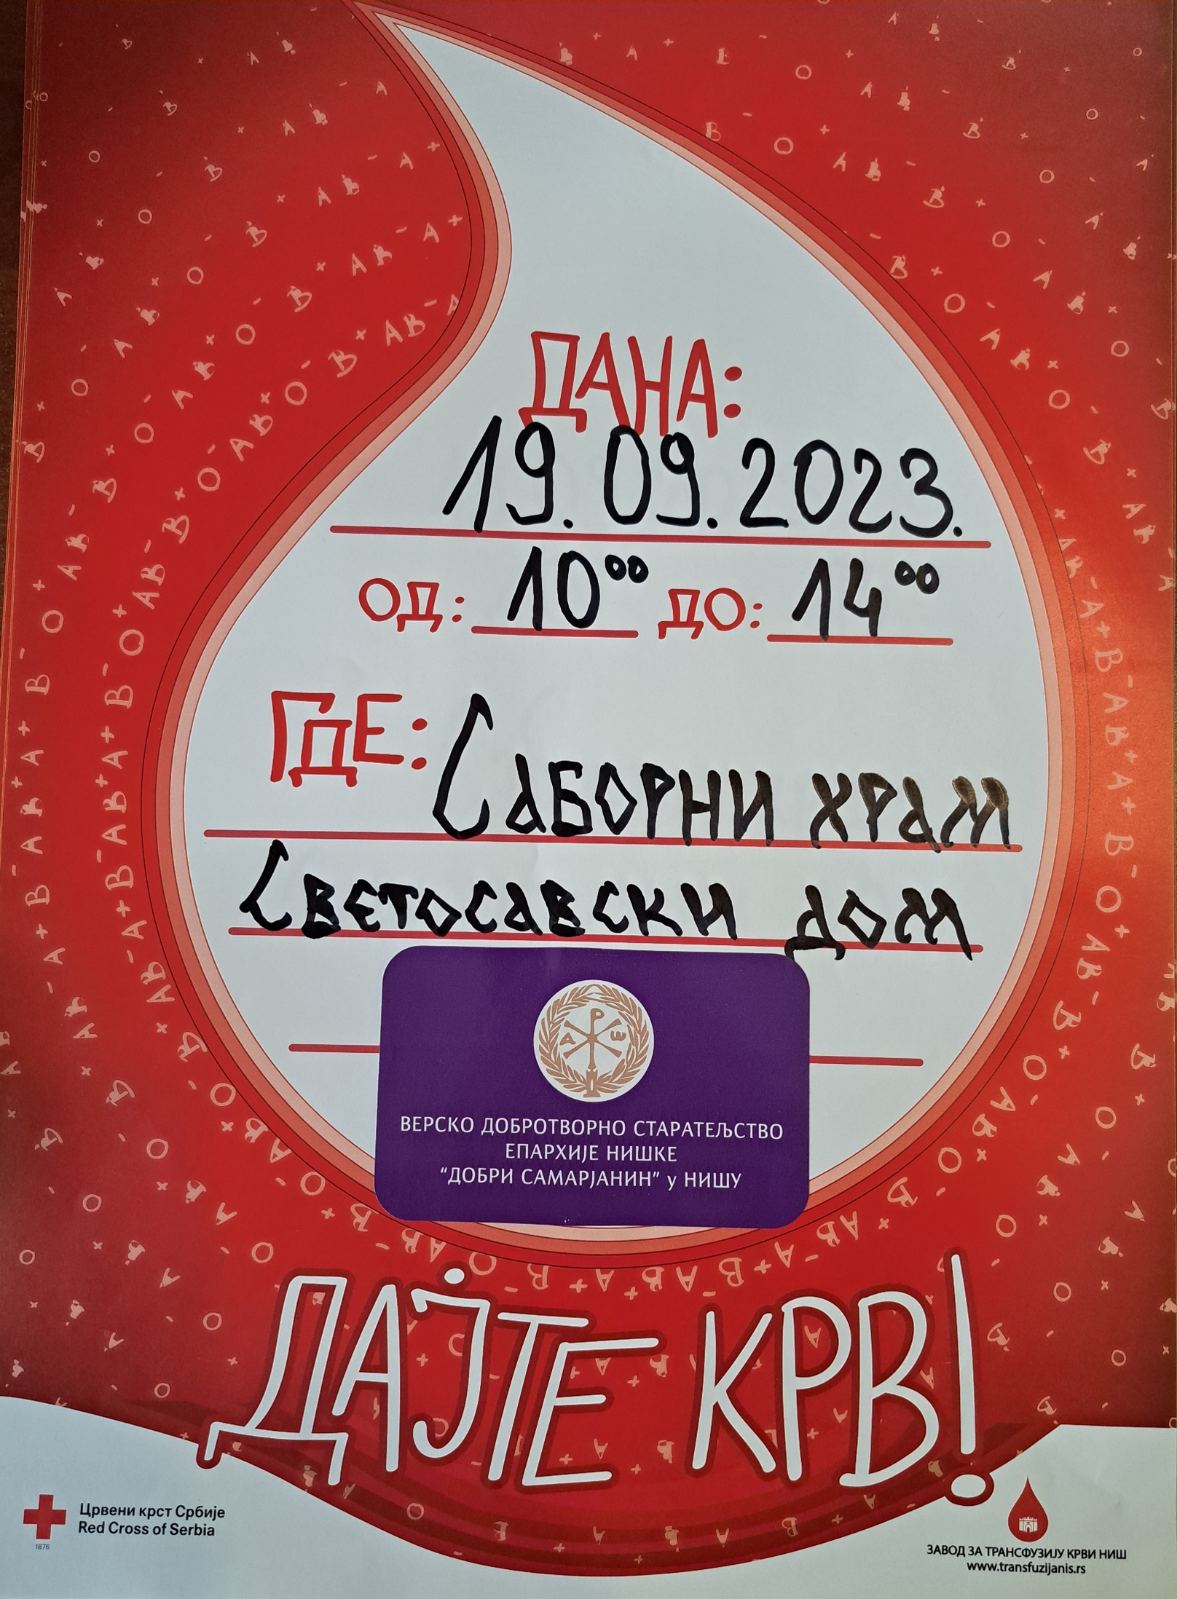 ДАНА:
19.09.2023.
ОД: 10⁰⁰ ДО: 14⁰⁰
ГДЕ: Саборни храм
Светосавски дом
А Р Ш
ВЕРСКО ДОБРОТВОРНО СТАРАТЕЉСТВО
ЕПАРХИЈЕ НИШКЕ
“ДОБРИ САМАРЈАНИН” у НИШУ
ДАЈТЕ КРВ!
Црвени крст Србије
Red Cross of Serbia
1876
ЗАВОД ЗА ТРАНСФУЗИЈУ КРВИ НИШ
www.transfuzijanis.rs